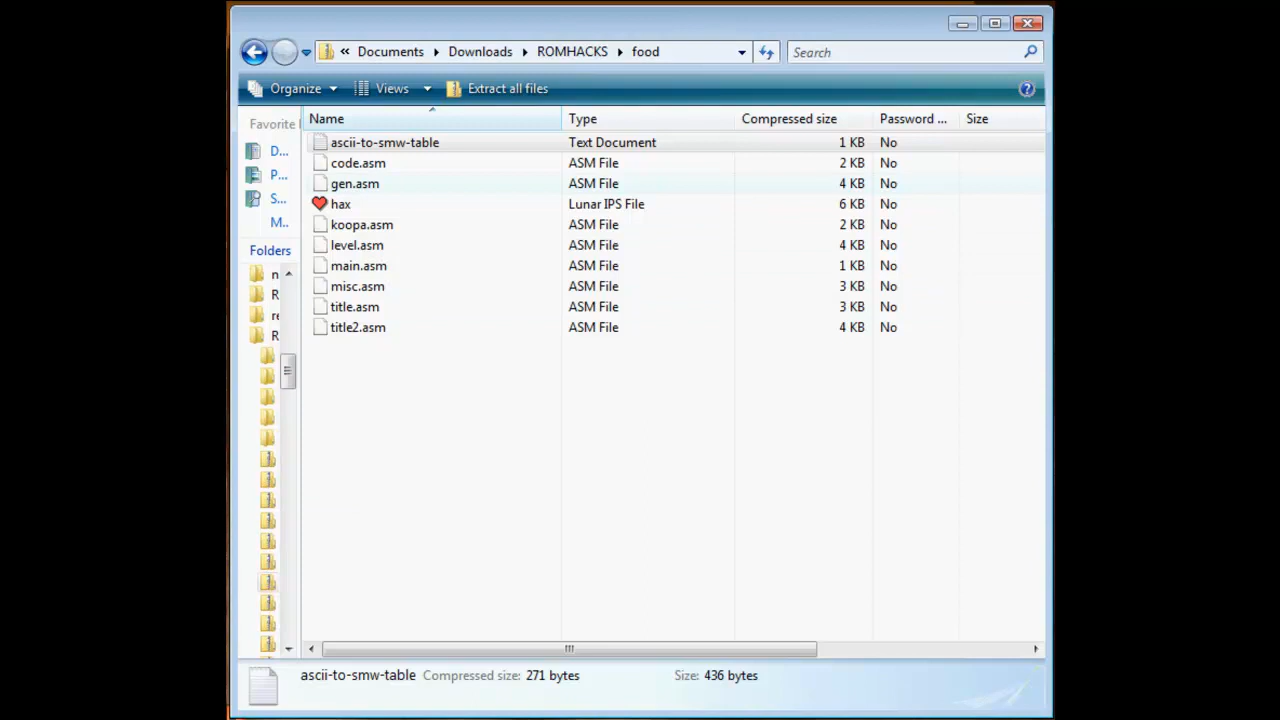 « Documents Downloads ROMHACKS food Search
Organize Views Extract all files
Favorite
Name Type Compressed size Password ... Size
D...
P...
S...
M..
Folders
n
R
re
R
ascii-to-smw-table Text Document 1 KB No
code.asm ASM File 2 KB No
gen.asm ASM File 4 KB No
hax Lunar IPS File 6 KB No
koopa.asm ASM File 2 KB No
level.asm ASM File 4 KB No
main.asm ASM File 1 KB No
misc.asm ASM File 3 KB No
title.asm ASM File 3 KB No
title2.asm ASM File 4 KB No
ascii-to-smw-table Compressed size: 271 bytes Size: 436 bytes